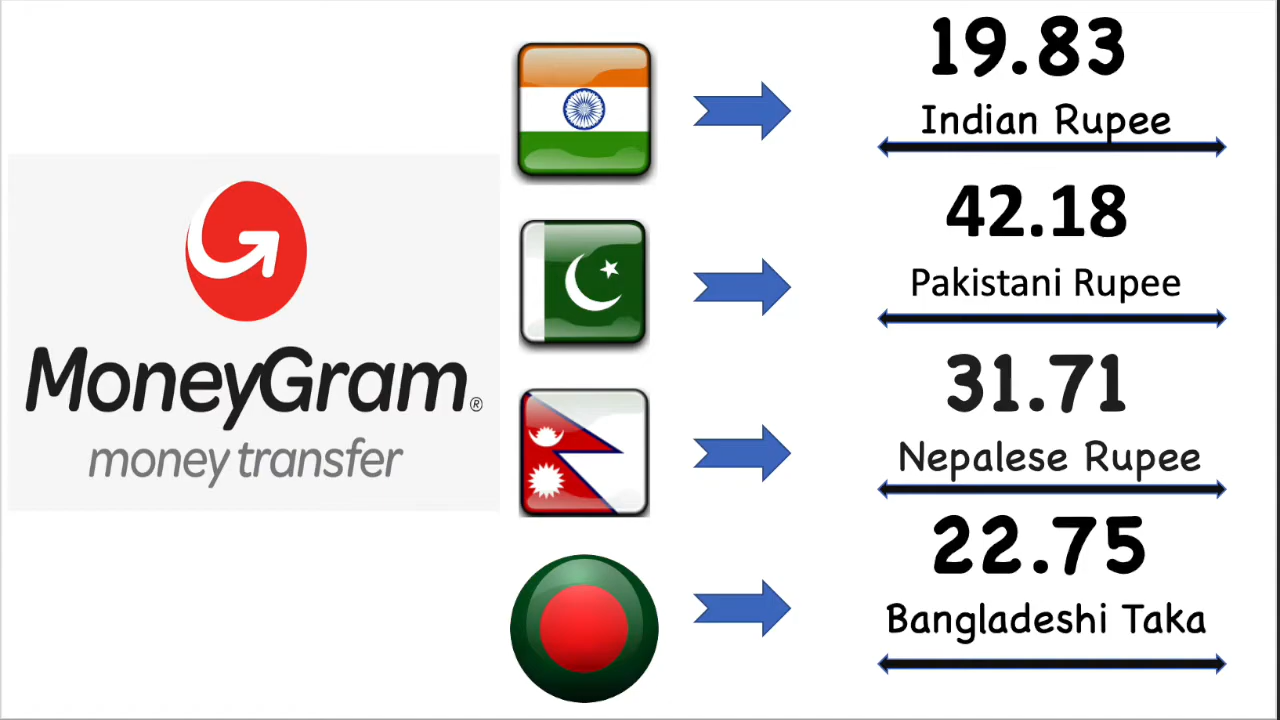 MoneyGram®
money transfer
19.83
Indian Rupee
42.18
Pakistani Rupee
31.71
Nepalese Rupee
22.75
Bangladeshi Taka